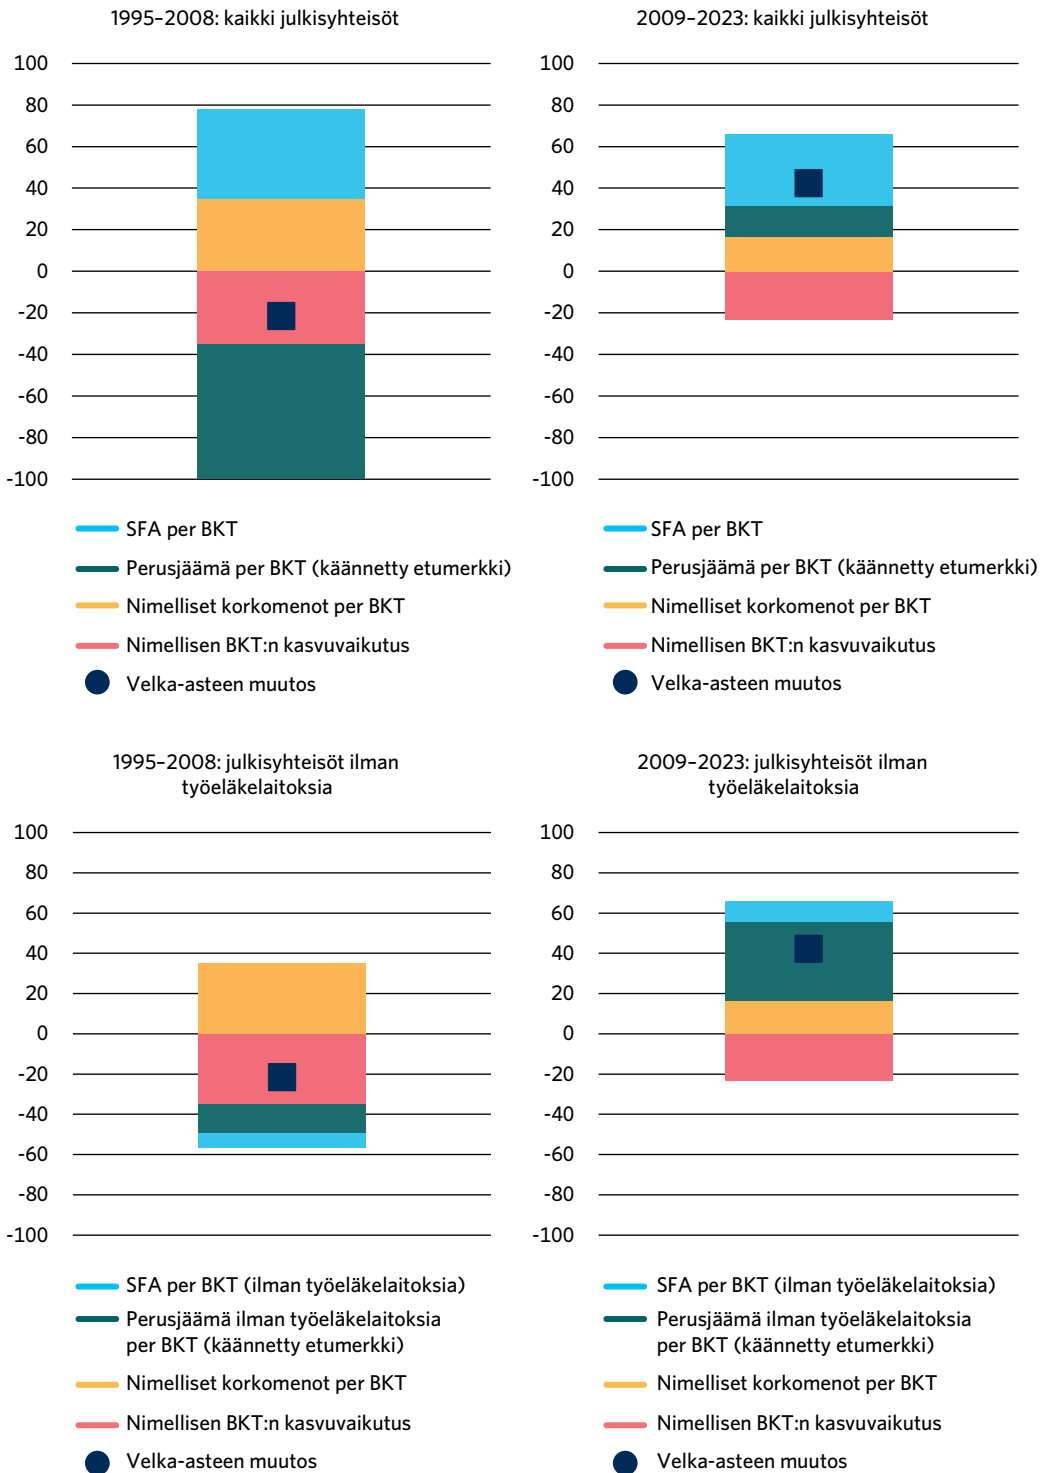 1995–2008: kaikki julkisyhteisöt
100
80
60
40
20
0
-20
-40
-60
-80
-100
SFA per BKT
Perusjäämä per BKT (käännetty etumerkki)
Nimelliset korkomenot per BKT
Nimellisen BKT:n kasvuvaikutus
Velka-asteen muutos
2009–2023: kaikki julkisyhteisöt
100
80
60
40
20
0
-20
-40
-60
-80
-100
SFA per BKT
Perusjäämä per BKT (käännetty etumerkki)
Nimelliset korkomenot per BKT
Nimellisen BKT:n kasvuvaikutus
Velka-asteen muutos
1995–2008: julkisyhteisöt ilman
työeläkelaitoksia
100
80
60
40
20
0
-20
-40
-60
-80
-100
SFA per BKT (ilman työeläkelaitoksia)
Perusjäämä ilman työeläkelaitoksia
per BKT (käännetty etumerkki)
Nimelliset korkomenot per BKT
Nimellisen BKT:n kasvuvaikutus
Velka-asteen muutos
2009–2023: julkisyhteisöt ilman
työeläkelaitoksia
100
80
60
40
20
0
-20
-40
-60
-80
-100
SFA per BKT (ilman työeläkelaitoksia)
Perusjäämä ilman työeläkelaitoksia
per BKT (käännetty etumerkki)
Nimelliset korkomenot per BKT
Nimellisen BKT:n kasvuvaikutus
Velka-asteen muutos